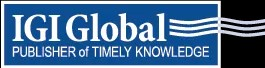 IGI Global
PUBLISHER of TIMELY KNOWLEDGE